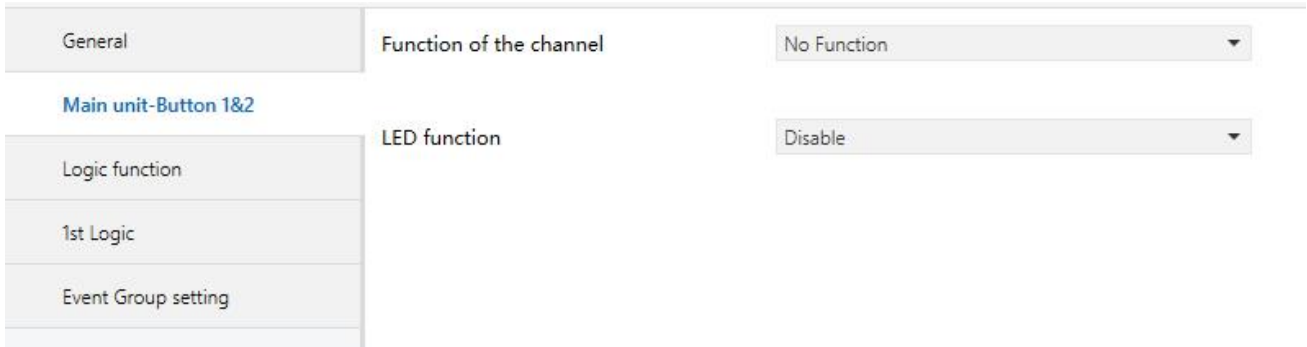 General
Main unit-Button 1&2
Logic function
1st Logic
Event Group setting
Function of the channel
No Function
LED function
Disable